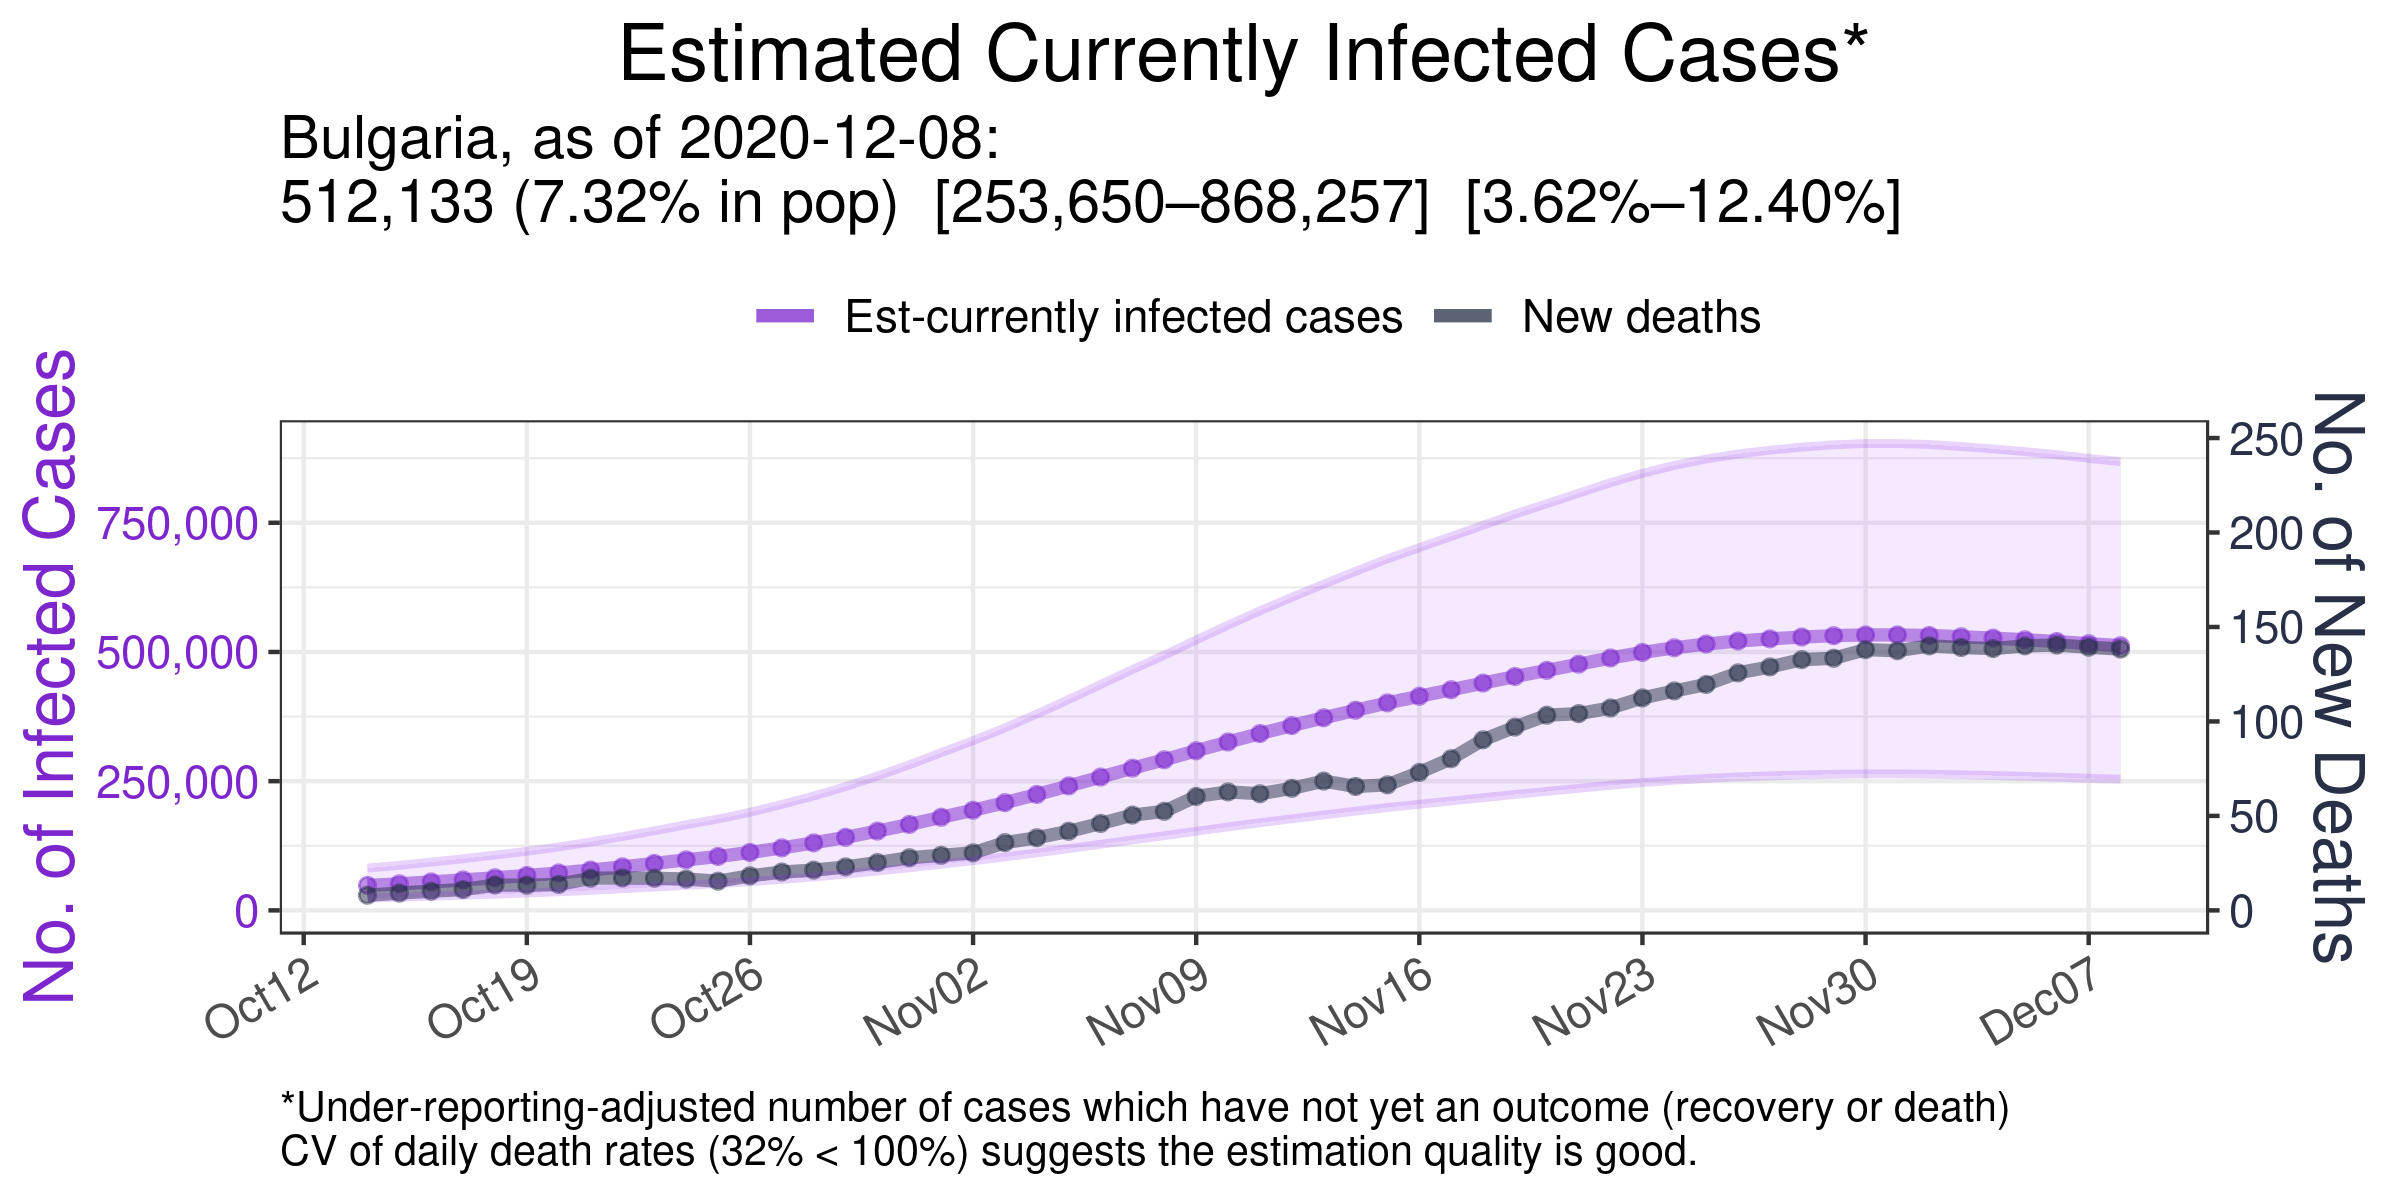 Estimated Currently Infected Cases*
Bulgaria, as of 2020-12-08:
512,133 (7.32% in pop)  [253,650–868,257]  [3.62%–12.40%]
Est-currently infected cases
New deaths
No. of Infected Cases
750,000
500,000
250,000
0
250
200
150
100
50
0
No. of New Deaths
Oct12
Oct19
Oct26
Nov02
Nov09
Nov16
Nov23
Nov30
Dec07
*Under-reporting-adjusted number of cases which have not yet an outcome (recovery or death)
CV of daily death rates (32% < 100%) suggests the estimation quality is good.